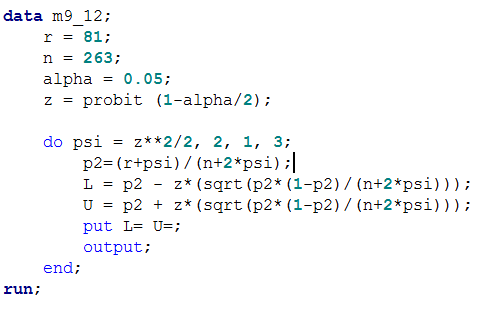 data m9_12;
    r = 81;
    n = 263;
    alpha = 0.05;
    z = probit (1-alpha/2);

    do psi = z**2/2, 2, 1, 3;
        p2=(r+psi)/(n+2*psi);
        L = p2 - z*(sqrt(p2*(1-p2)/(n+2*psi)));
        U = p2 + z*(sqrt(p2*(1-p2)/(n+2*psi)));
        put L= U=;
        output;
    end;
run;